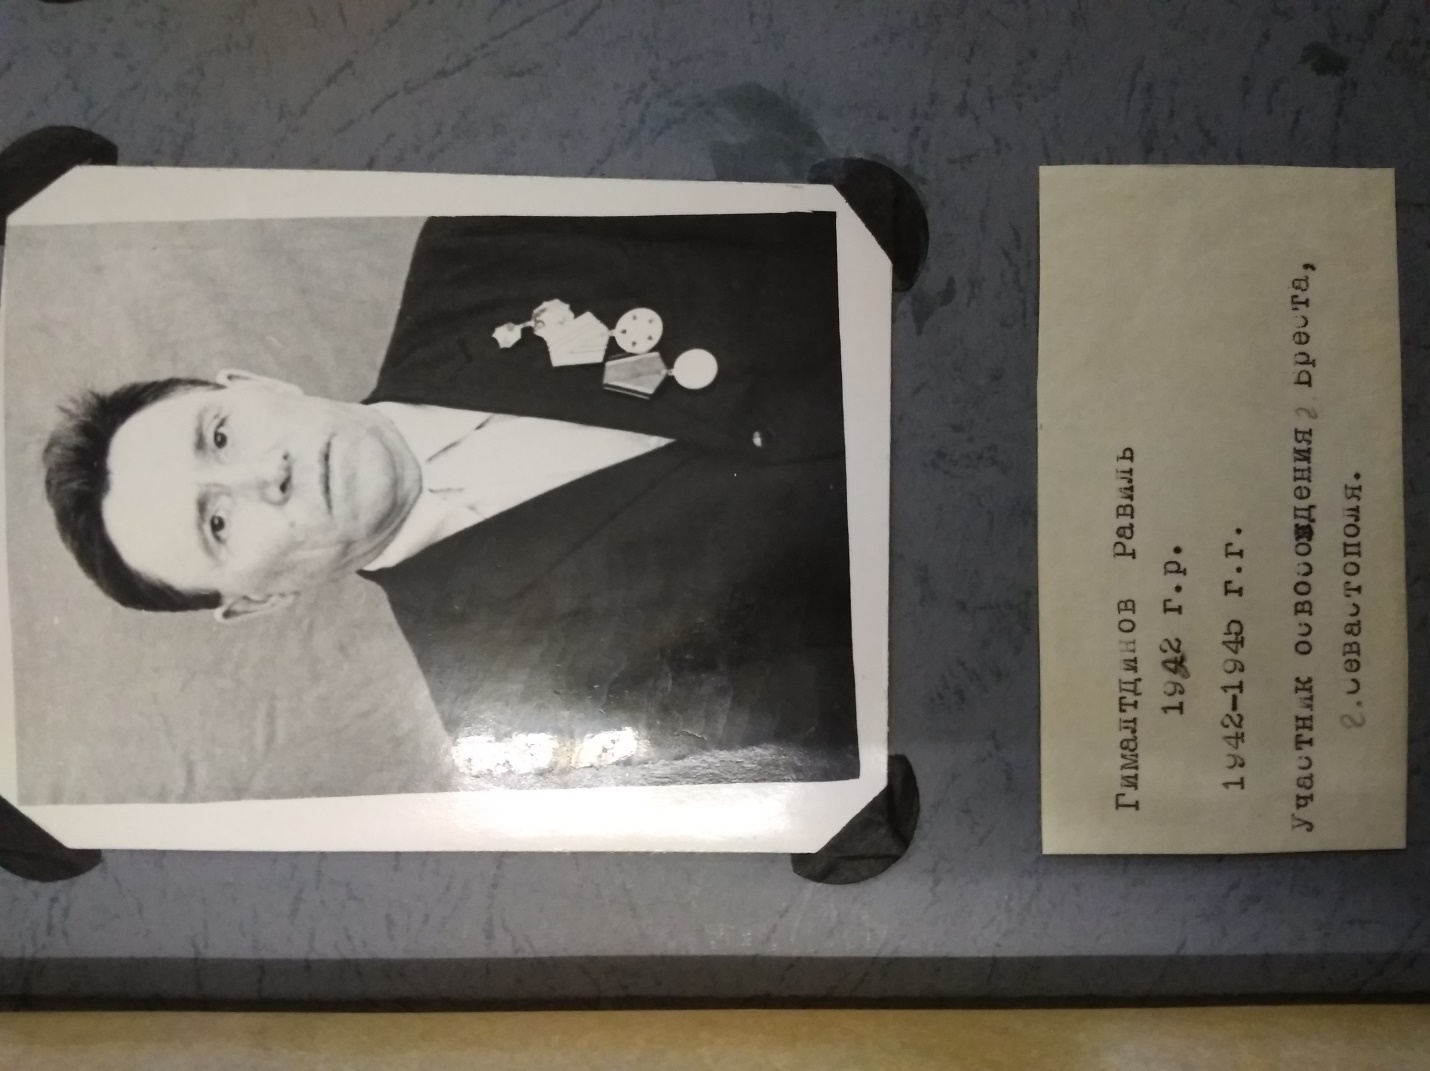 Гималтдинов Равиль
1942 г.р.
1942-1945 г.г.
Участник освобождения г. Бреста,
г.Севастополя.